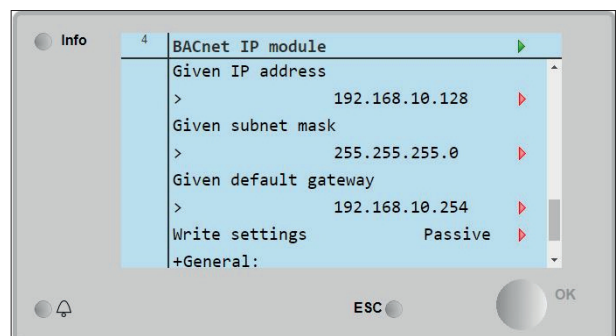 Info
4 BACnet IP module
Given IP address
> 192.168.10.128
Given subnet mask
> 255.255.255.0
Given default gateway
> 192.168.10.254
Write settings Passive
+General:
ESC
OK